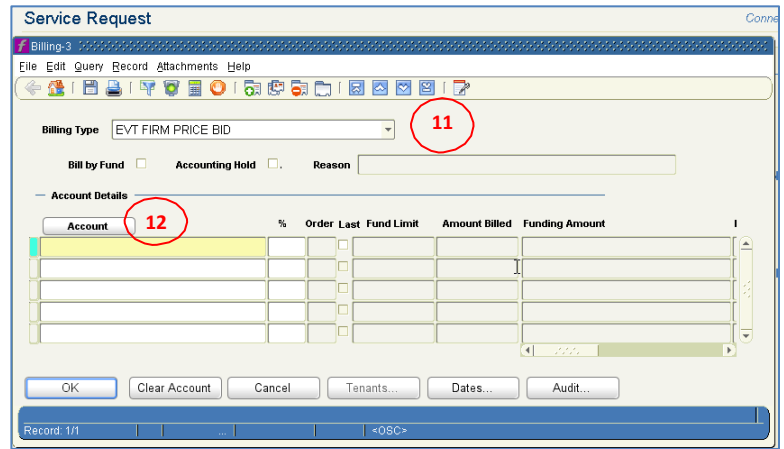 Service Request
Conne
Billing-3
File Edit Query Record Attachments Help
Billing Type EVT FIRM PRICE BID
11
Bill by Fund Accounting Hold . Reason
Account Details
Account 12 % Order Last Fund Limit Amount Billed Funding Amount I
OK Clear Account Cancel Tenants... Dates... Audit...
Record: 1/1 ... <OSC>